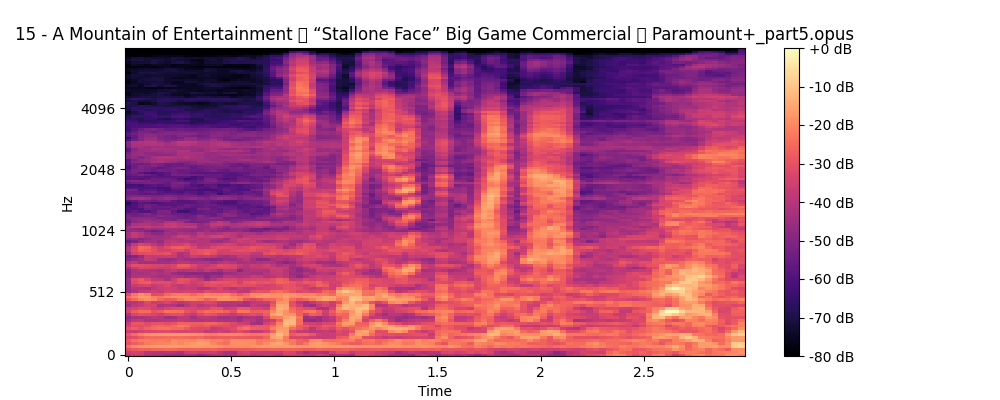 15 - A Mountain of Entertainment ▯ “Stallone Face” Big Game Commercial ▯ Paramount+_part5.opus
+0 dB
-10 dB
-20 dB
-30 dB
-40 dB
-50 dB
-60 dB
-70 dB
-80 dB
4096
2048
1024
512
0
Hz
0
0.5
1
1.5
2
2.5
Time